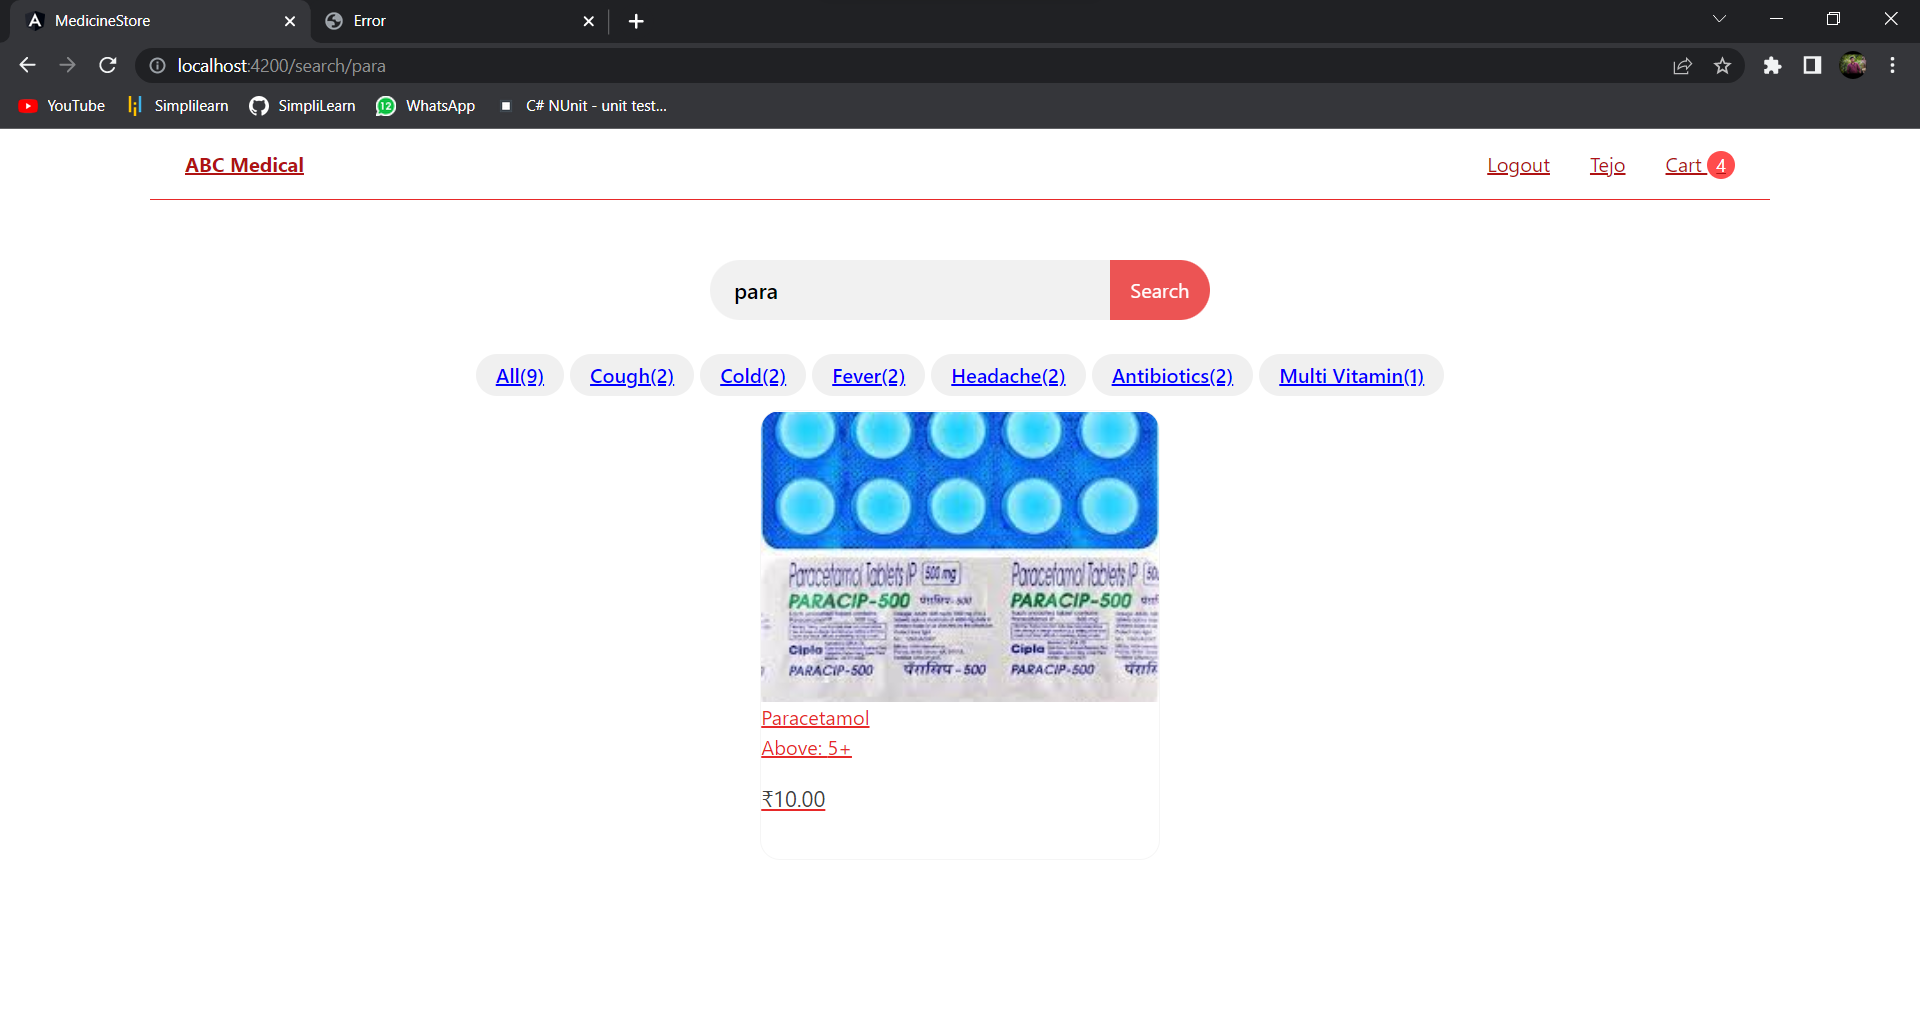 MedicineStore
Error
localhost:4200/search/para
YouTube
Simplilearn
SimpliLearn
12
WhatsApp
C# NUnit - unit test...
ABC Medical
Logout
Tejo
Cart 4
para
Search
All(9)
Cough(2)
Cold(2)
Fever(2)
Headache(2)
Antibiotics(2)
Multi Vitamin(1)
Paracetamol Tablets IP 500 mg
Paracetamol Tablets IP
PARACIP-500
PARACIP-500
Cipla
Cipla
PARACIP-500
पॅरासिप - 500
PARACIP-500
Paracetamol
Above: 5+
₹10.00